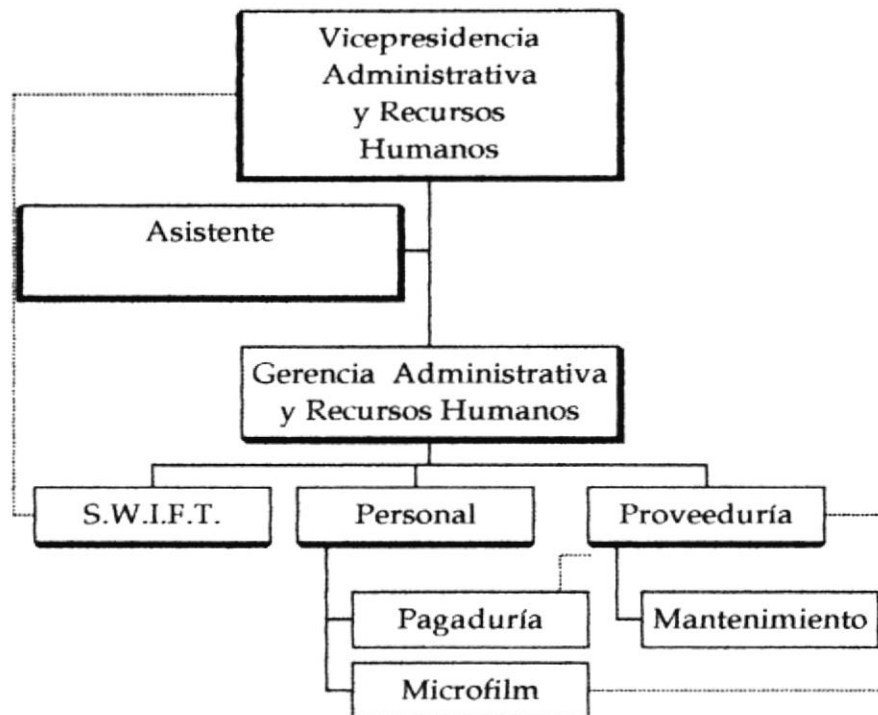 Vicepresidencia
Administrativa
y Recursos
Humanos
Asistente
Gerencia Administrativa
y Recursos Humanos
S.W.I.F.T.
Personal
Proveeduría
Pagaduría
Mantenimiento
Microfilm